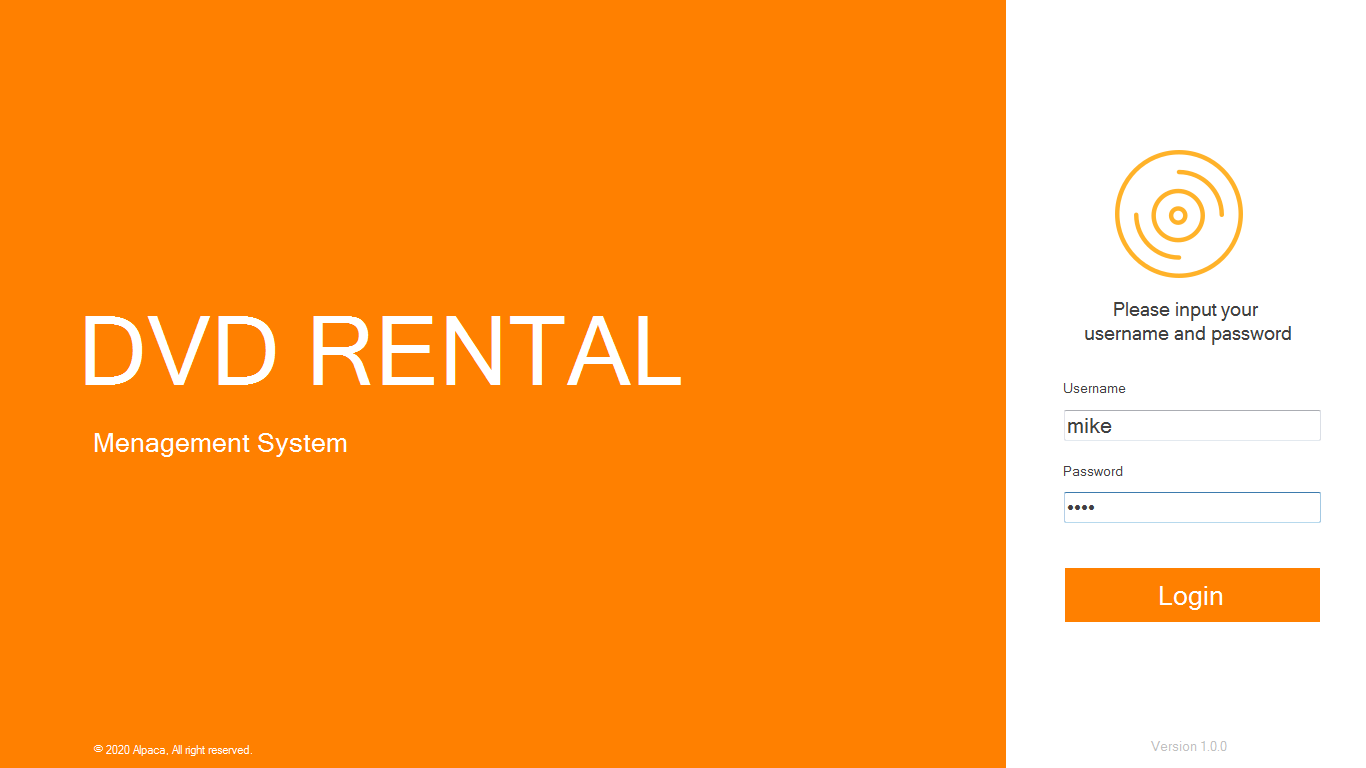 DVD RENTAL
Menagement System
© 2020 Alpaca, All right reserved.
Please input your
username and password
Username
mike
Password
••••
Login
Version 1.0.0